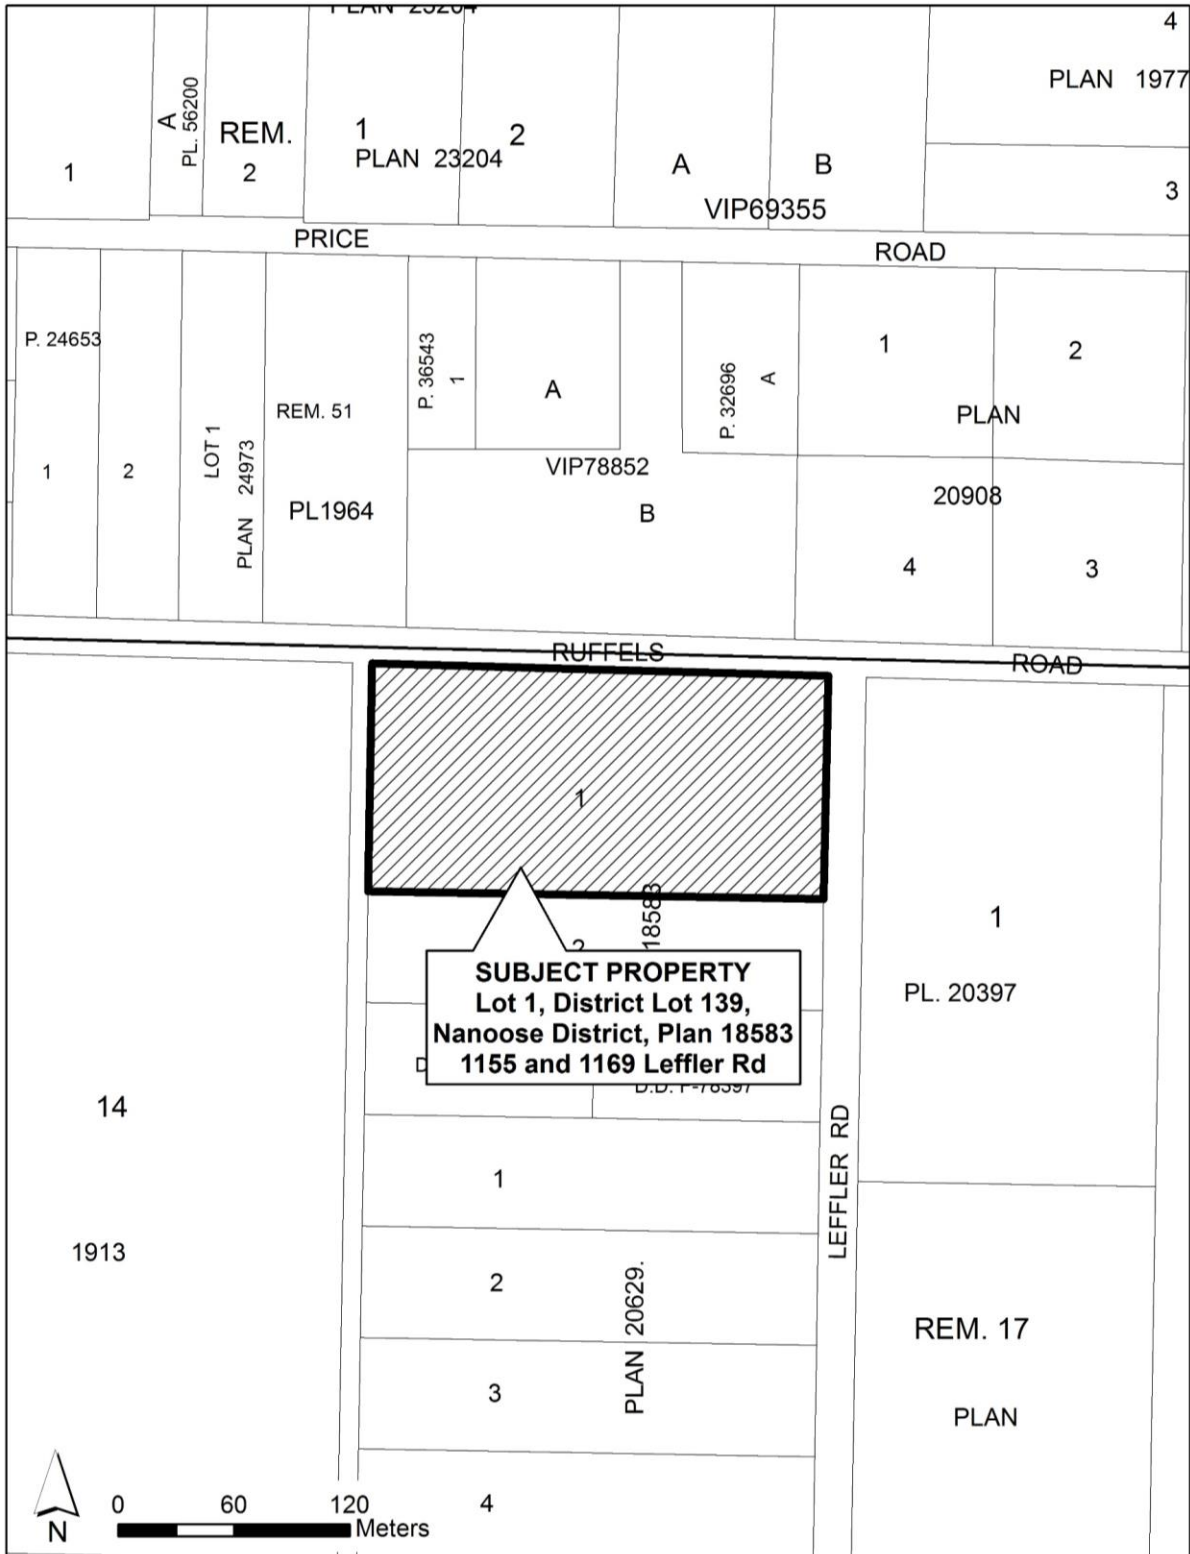 PLAN 23204
4
PLAN 1977
A
PL. 56200
REM.
2
1
1
PLAN 23204
2
A
B
VIP69355
3
PRICE
ROAD
P. 24653
1
2
LOT 1
PLAN 24973
REM. 51
PL1964
P. 36543
1
A
VIP78852
B
P. 32696
A
1
2
PLAN
20908
4
3
RUFFELS
ROAD
1
18583
2
SUBJECT PROPERTY
Lot 1, District Lot 139,
Nanoose District, Plan 18583
1155 and 1169 Leffler Rd
D
D.D. F-78397
1
PL. 20397
14
1913
1
2
3
4
PLAN 20629.
LEFFLER RD
REM. 17
PLAN
N
0 60 120
Meters